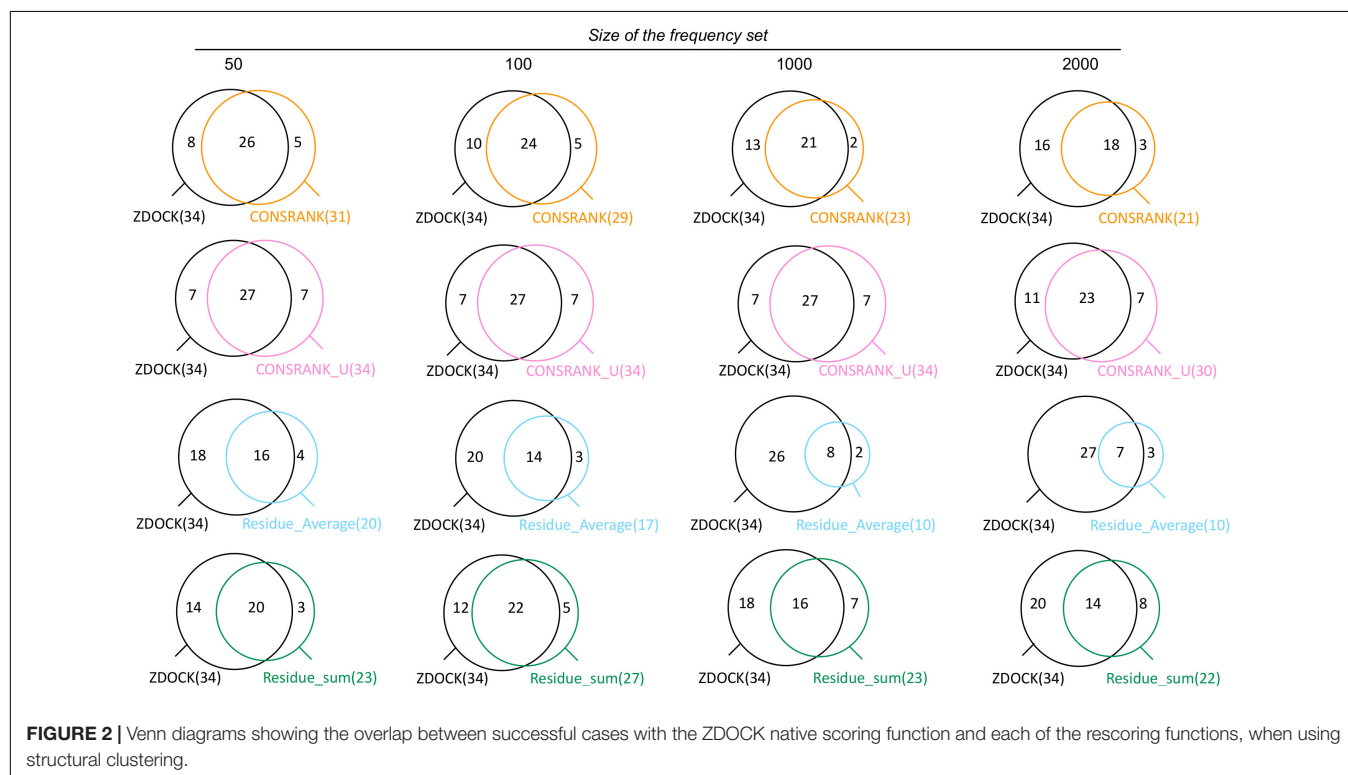 Size of the frequency set
50 100 1000 2000
8 26 5 10 24 5 13 21 2 16 18 3
ZDOCK(34) CONSRANK(31) ZDOCK(34) CONSRANK(29) ZDOCK(34) CONSRANK(23) ZDOCK(34) CONSRANK(21)
7 27 7 7 27 7 7 27 7 11 23 7
ZDOCK(34) CONSRANK_U(34) ZDOCK(34) CONSRANK_U(34) ZDOCK(34) CONSRANK_U(34) ZDOCK(34) CONSRANK_U(30)
18 16 4 20 14 3 26 8 2 27 7 3
ZDOCK(34) Residue_Average(20) ZDOCK(34) Residue_Average(17) ZDOCK(34) Residue_Average(10) ZDOCK(34) Residue_Average(10)
14 20 3 12 22 5 18 16 7 20 14 8
ZDOCK(34) Residue_sum(23) ZDOCK(34) Residue_sum(27) ZDOCK(34) Residue_sum(23) ZDOCK(34) Residue_sum(22)
FIGURE 2 | Venn diagrams showing the overlap between successful cases with the ZDOCK native scoring function and each of the rescoring functions, when using
structural clustering.